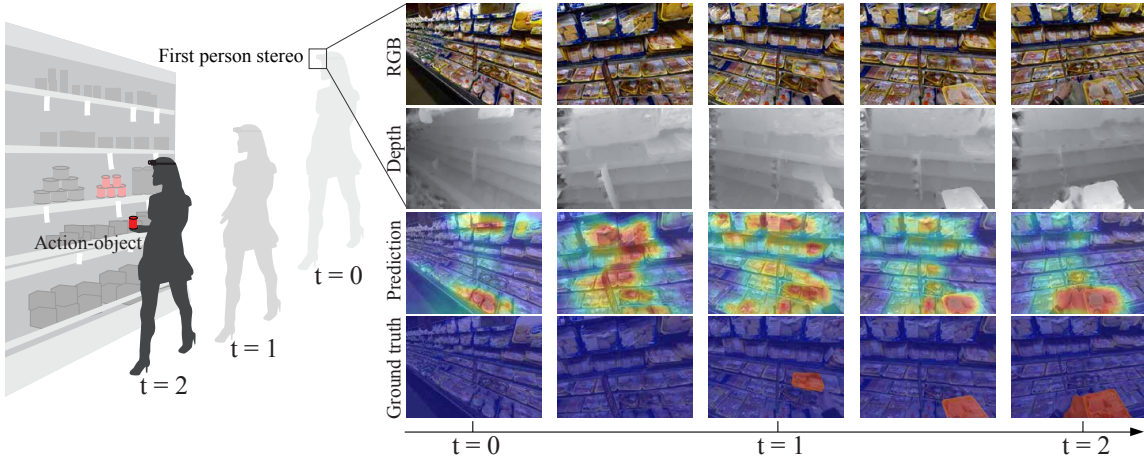 First person stereo
Action-object
t = 0
t = 1
t = 2
RGB
Depth
Prediction
Ground truth
t = 0
t = 1
t = 2